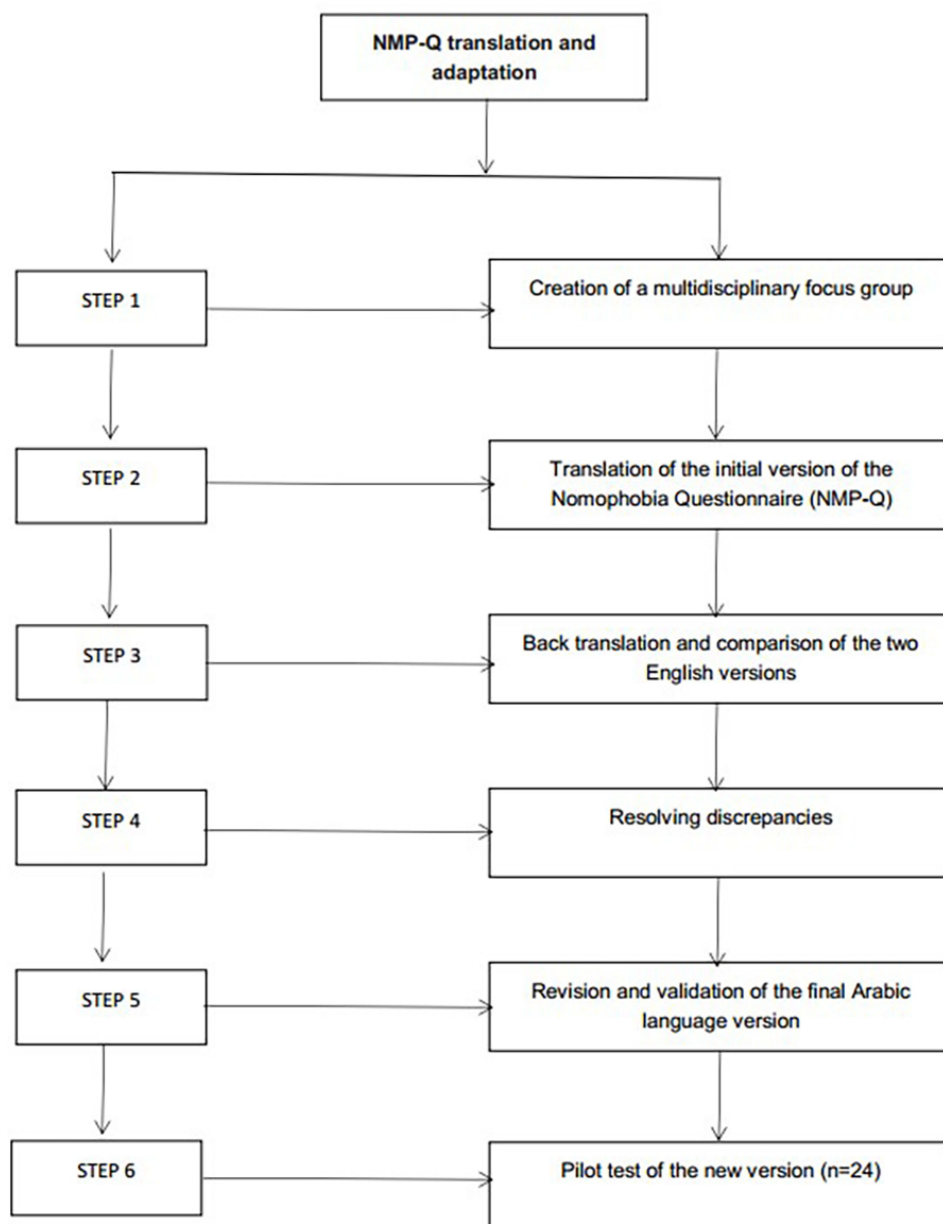 NMP-Q translation and
adaptation
STEP 1
Creation of a multidisciplinary focus group
STEP 2
Translation of the initial version of the
Nomophobia Questionnaire (NMP-Q)
STEP 3
Back translation and comparison of the two
English versions
STEP 4
Resolving discrepancies
STEP 5
Revision and validation of the final Arabic
language version
STEP 6
Pilot test of the new version (n=24)